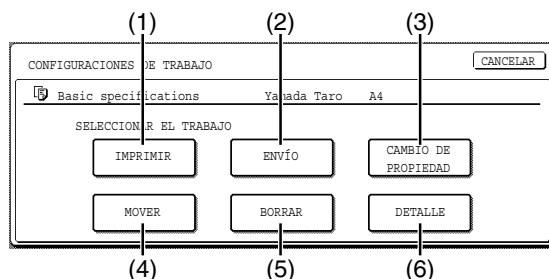 (1) (2) (3)
CONFIGURACIONES DE TRABAJO CANCELAR
Basic specifications Yamada Taro A4
SELECCIONAR EL TRABAJO
IMPRIMIR ENVÍO CAMBIO DE
PROPIEDAD
MOVER BORRAR DETALLE
(4) (5) (6)